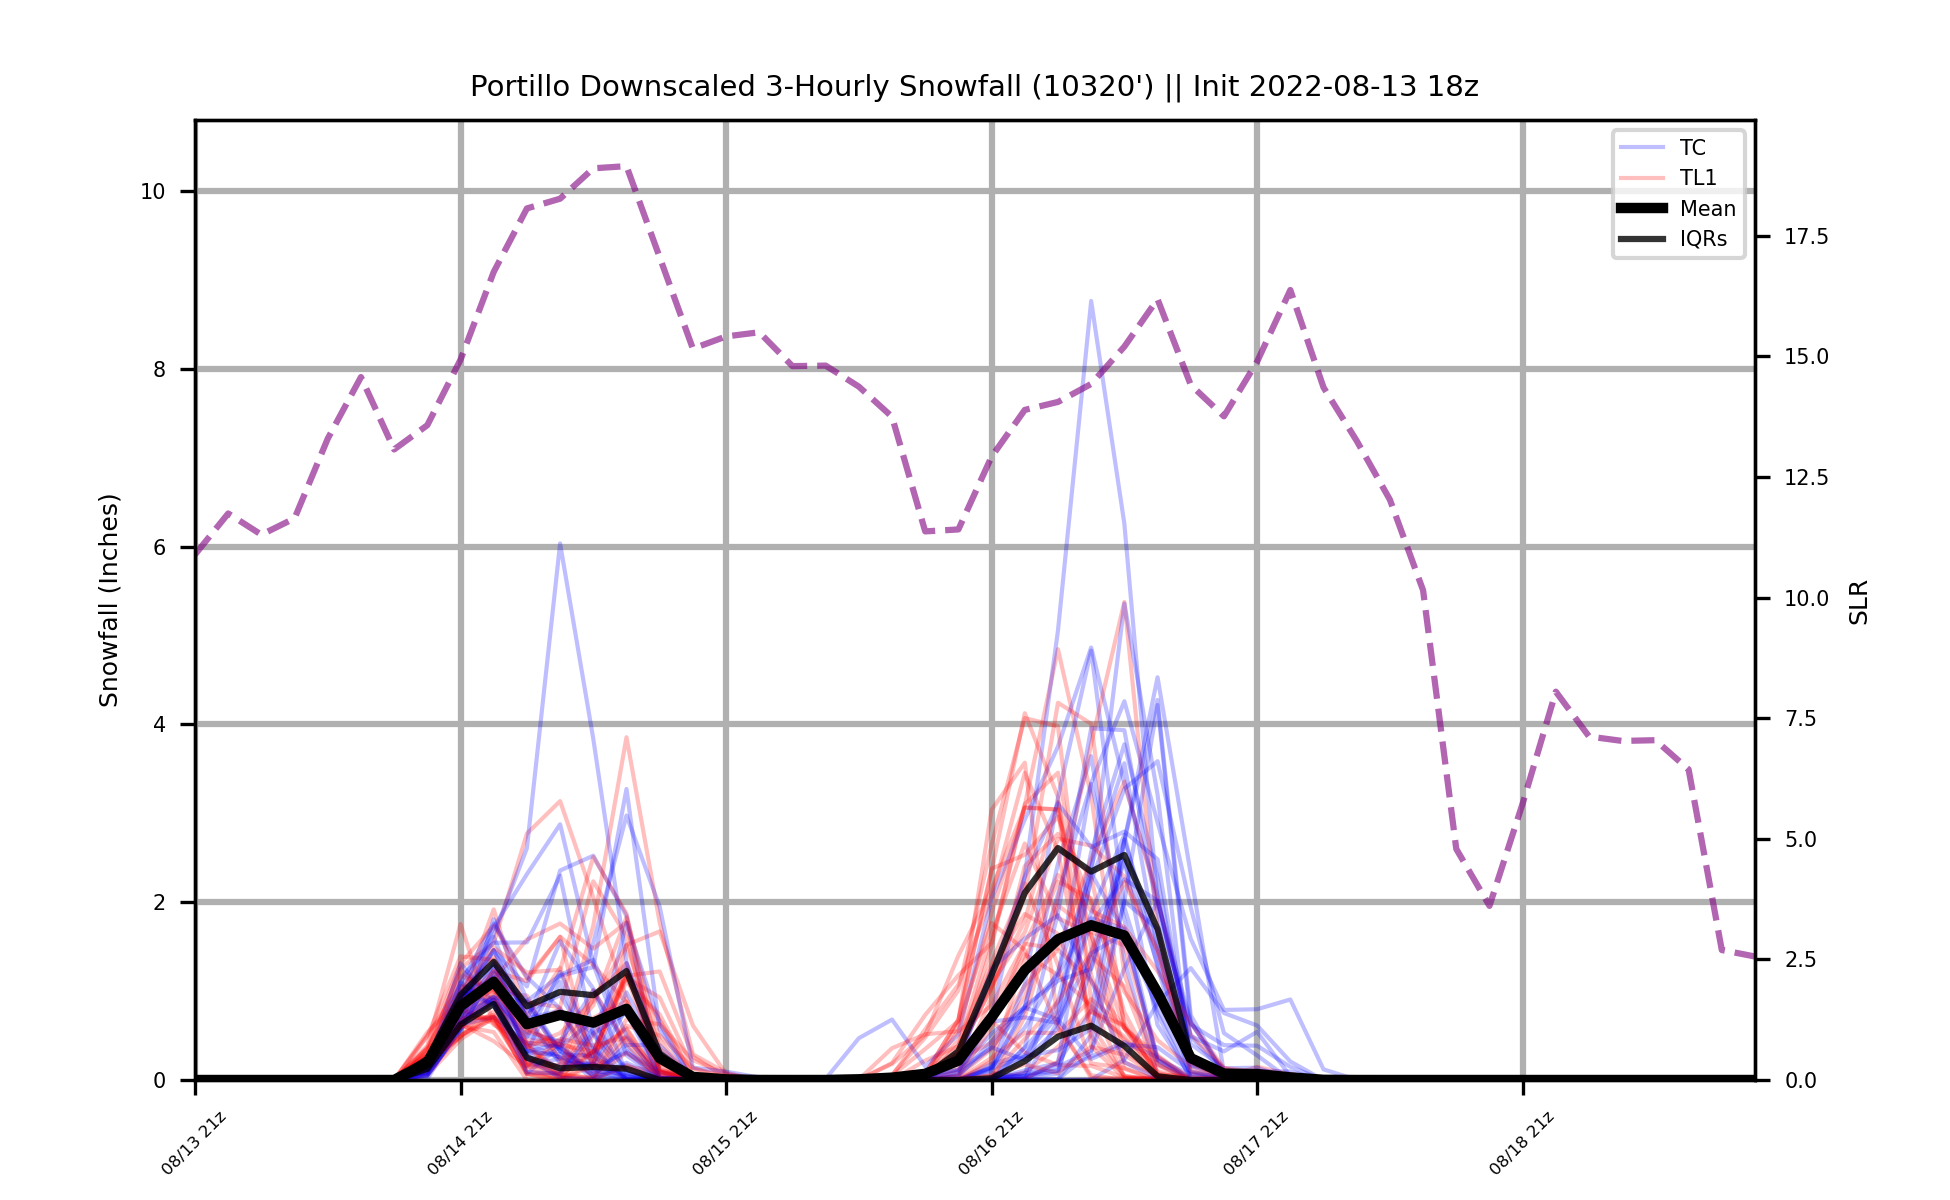 Portillo Downscaled 3-Hourly Snowfall (10320') || Init 2022-08-13 18z
TC
TL1
Mean
IQRs
Snowfall (Inches)
10
8
6
4
2
0
17.5
15.0
12.5
10.0
7.5
5.0
2.5
0.0
SLR
08/13 21z
08/14 21z
08/15 21z
08/16 21z
08/17 21z
08/18 21z